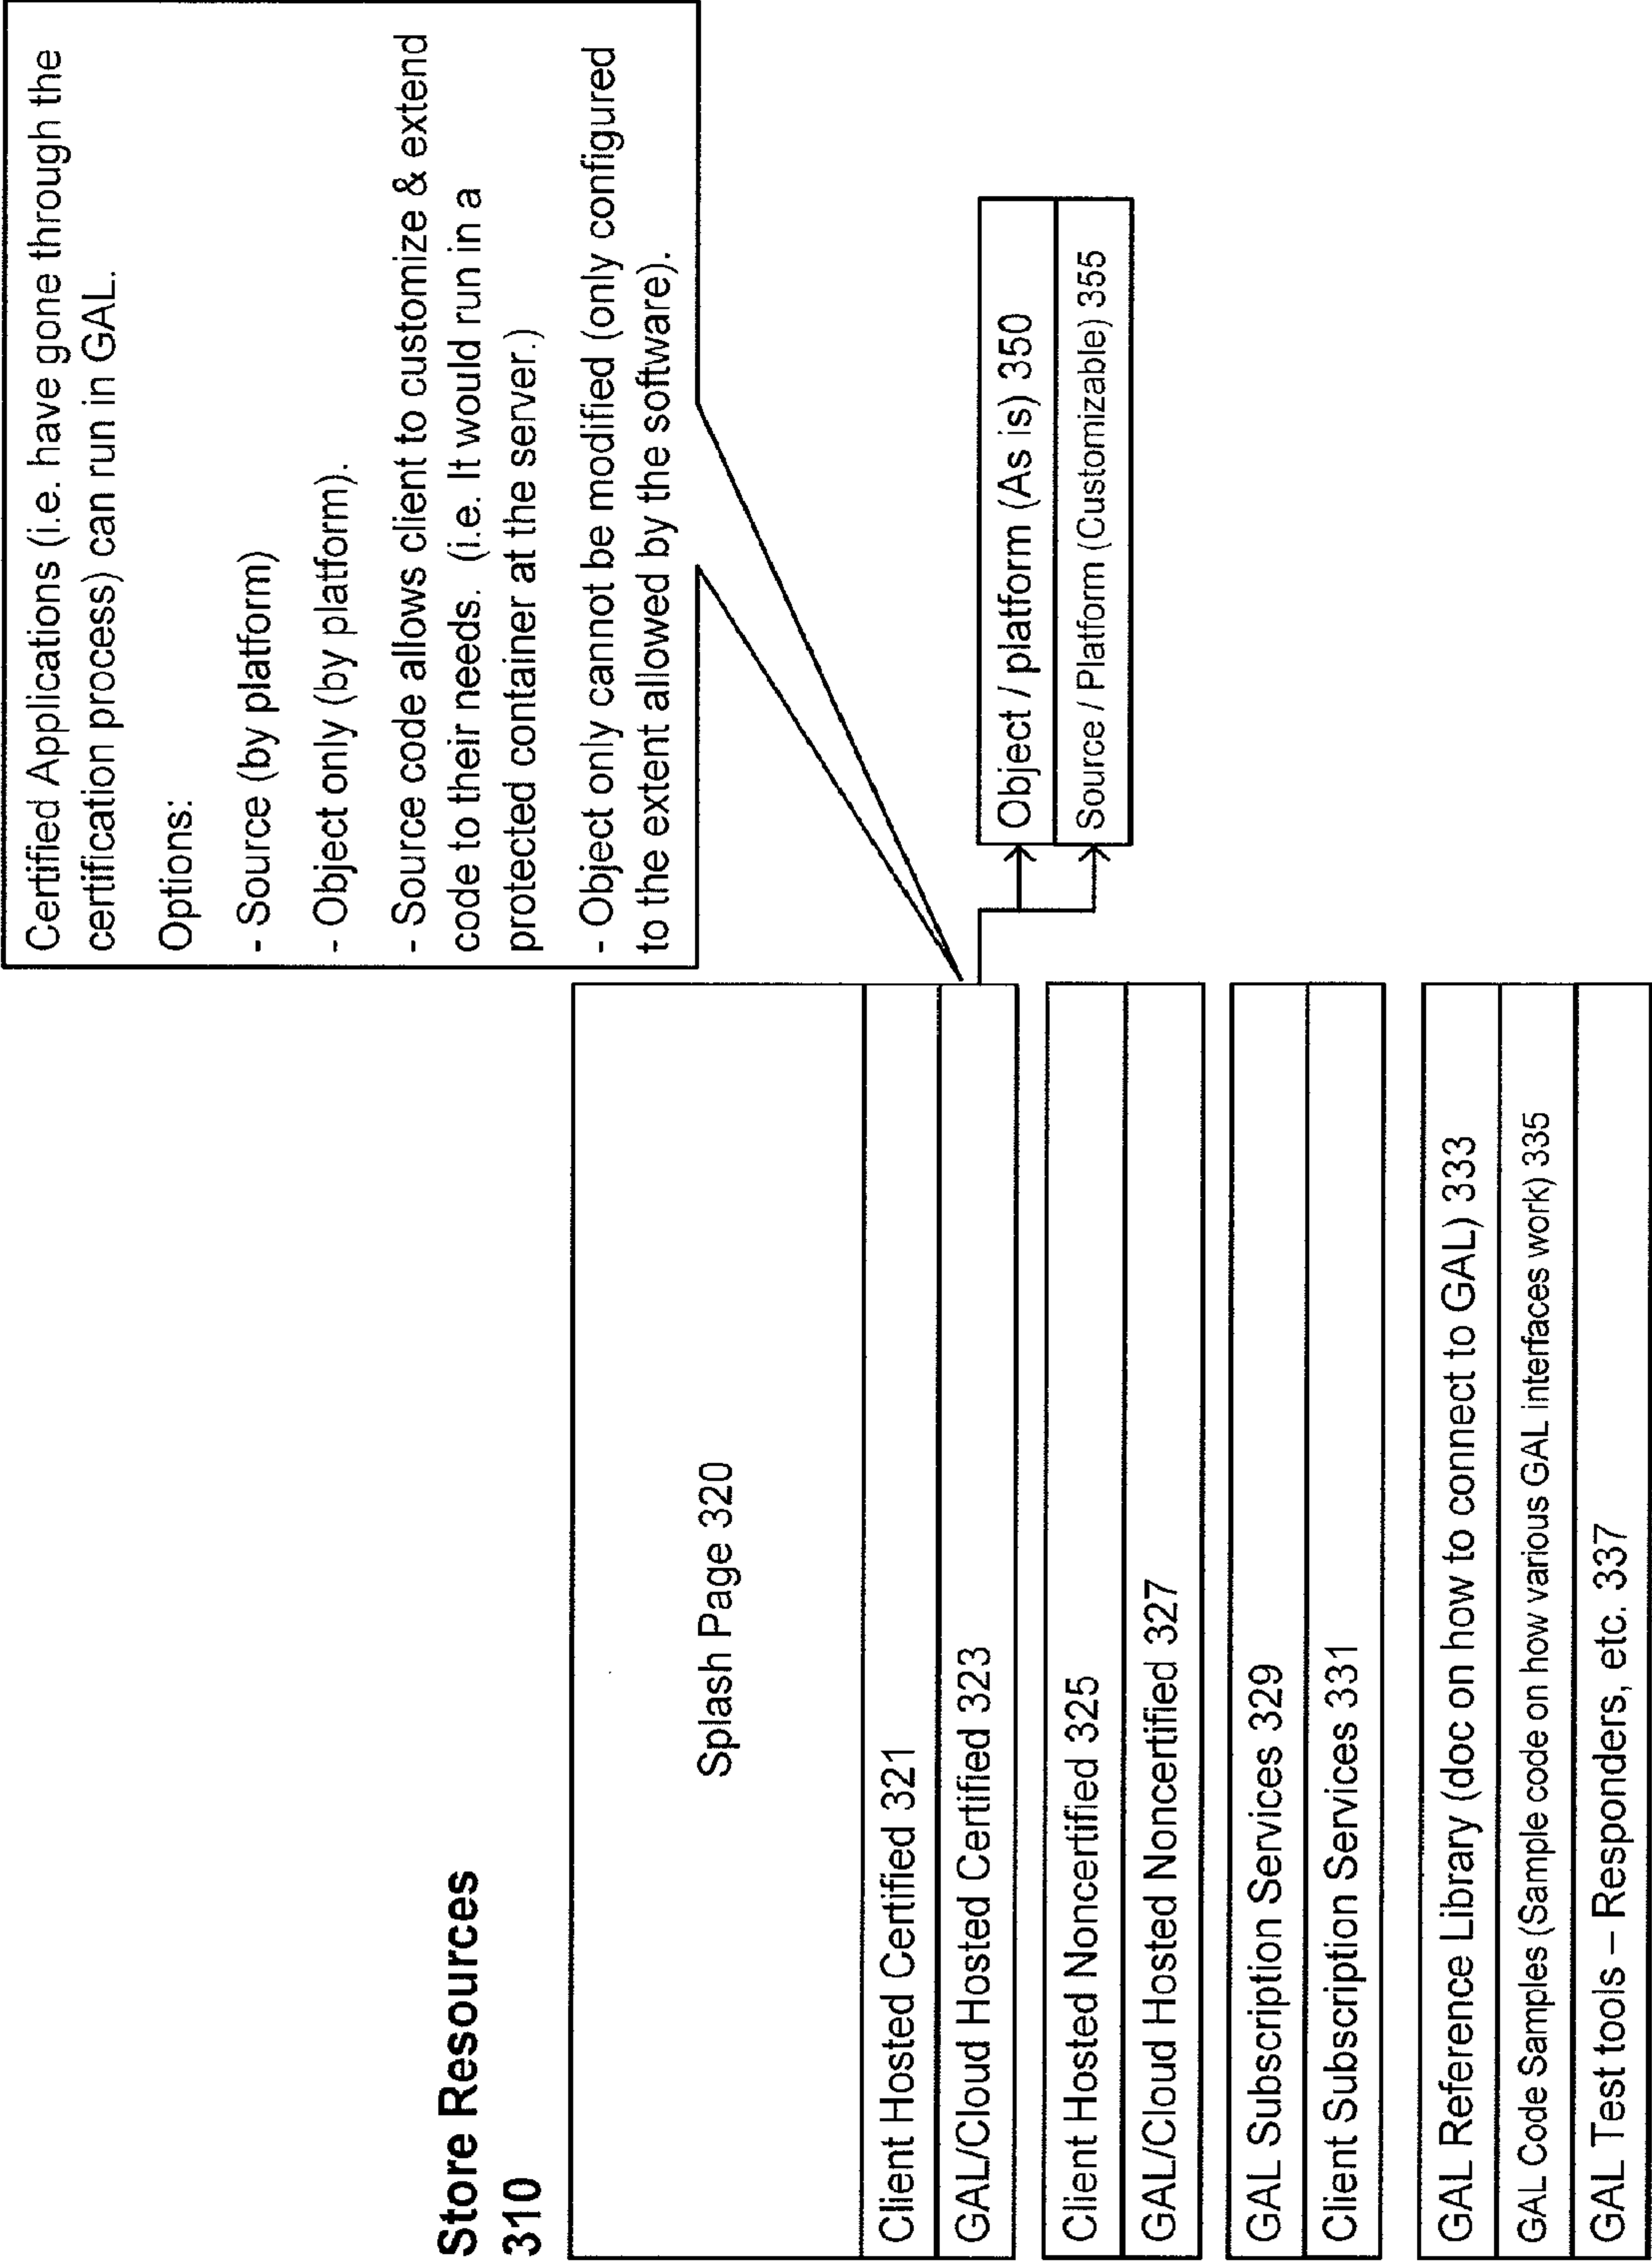 Store Resources
310
Certified Applications (i.e. have gone through the
certification process) can run in GAL.
Options:
- Source (by platform)
- Object only (by platform).
- Source code allows client to customize & extend
code to their needs. (i.e. It would run in a
protected container at the server.)
- Object only cannot be modified (only configured
to the extent allowed by the software).
Splash Page 320
Client Hosted Certified 321
GAL/Cloud Hosted Certified 323
Object / platform (As is) 350
Source / Platform (Customizable) 355
Client Hosted Noncertified 325
GAL/Cloud Hosted Noncertified 327
GAL Subscription Services 329
Client Subscription Services 331
GAL Reference Library (doc on how to connect to GAL) 333
GAL Code Samples (Sample code on how various GAL interfaces work) 335
GAL Test tools – Responders, etc. 337